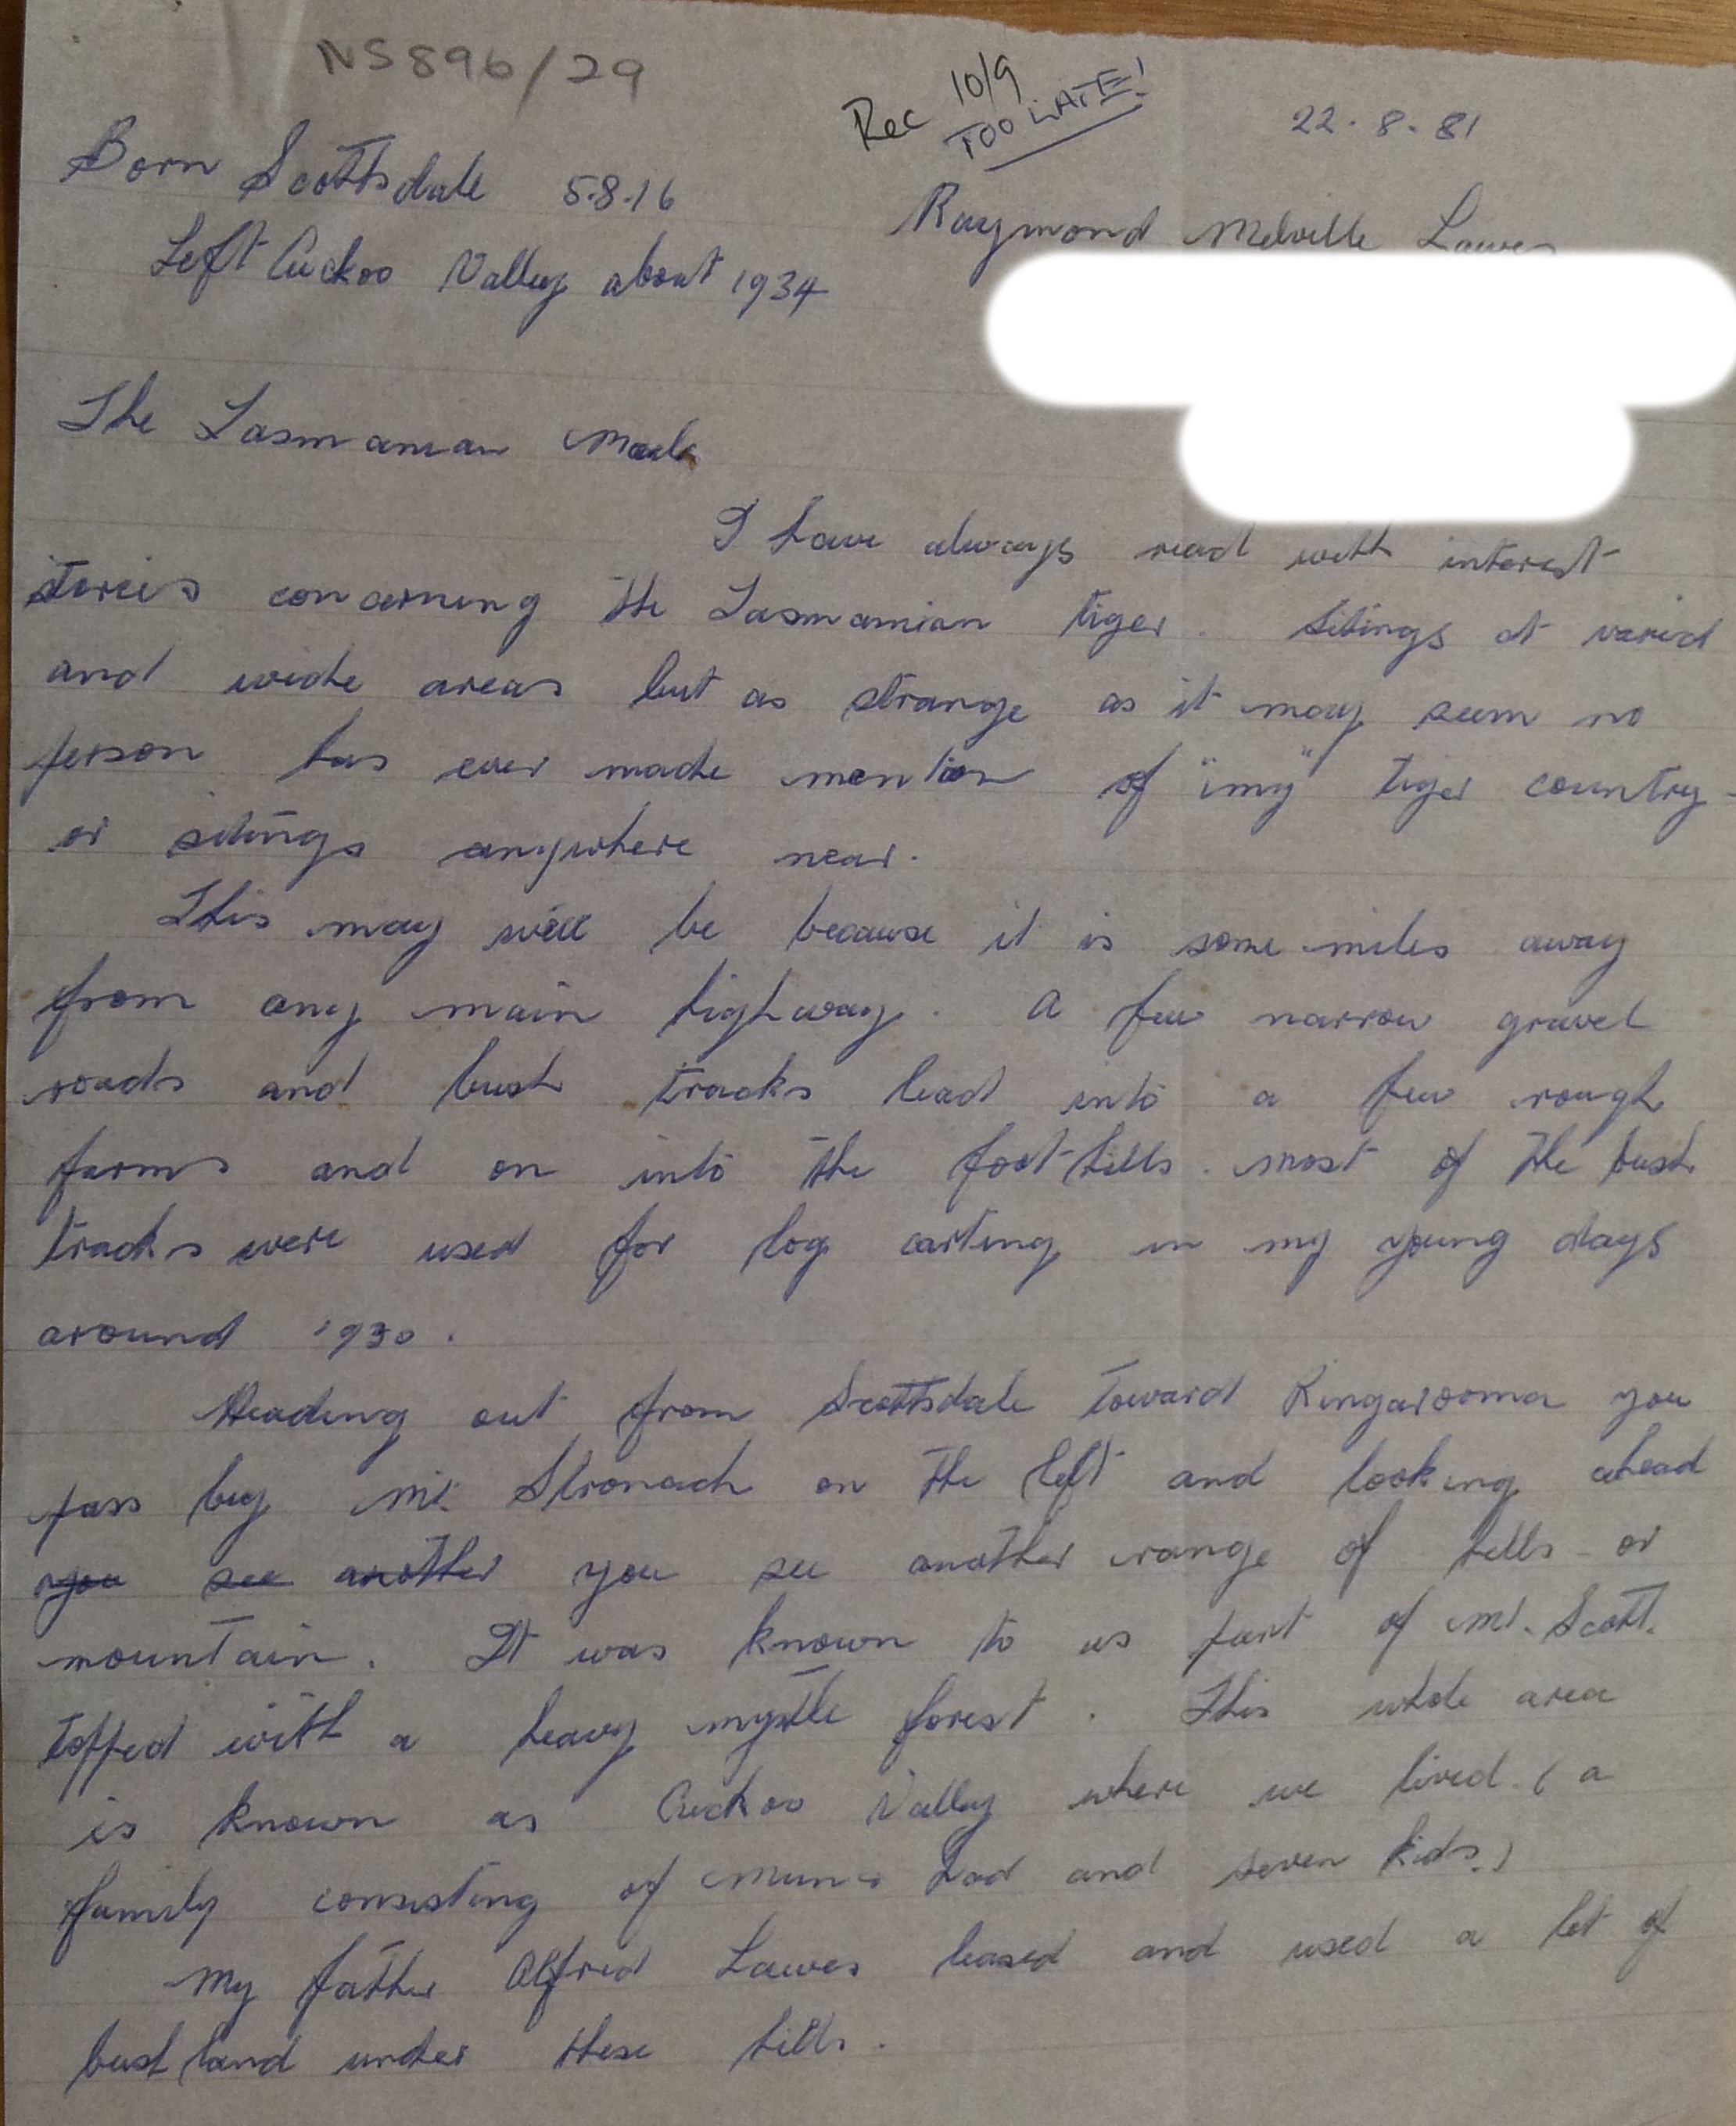 NS896/29
Rec 10/9
TOO LATE!
22.8.81
Born Scottsdale 5.8.16
Raymond Melville Lawes
Left Cuckoo Valley about 1934
The Tasmanian Mail
I have always read with interest
stories concerning the Tasmanian tiger. Sitings at varied
and wide areas but as strange as it may seem no
person has ever made mention of "my" tiger country -
or sitings anywhere near.
This may well be because it is some miles away
from any main highway. A few narrow gravel
roads and bush tracks lead into a few rough
farms and on into the foot-hills. most of the bush
tracks were used for log carting in my young days
around 1930.
Heading out from Scottsdale toward Ringarooma you
pass by Mt. Stronach on the left and looking ahead
you see another you see another range of hills - or
mountain. It was known to us part of Mt. Scott.
topped with a heavy myrtle forest. This whole area
is known as Cuckoo Valley where we lived. (a
family consisting of Mum & Dad and seven kids.)
My father Alfred Lawes leased and used a lot of
bush land under these hills.